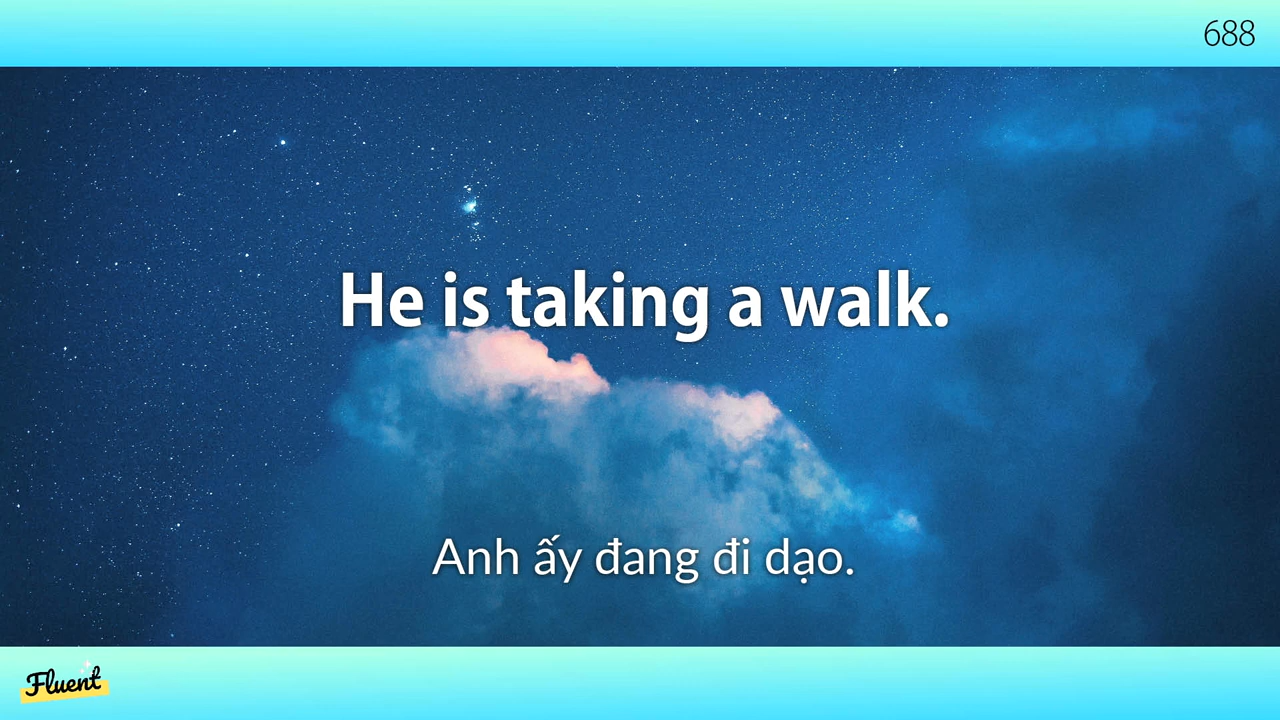 688
He is taking a walk.
Anh ấy đang đi dạo.
Fluent